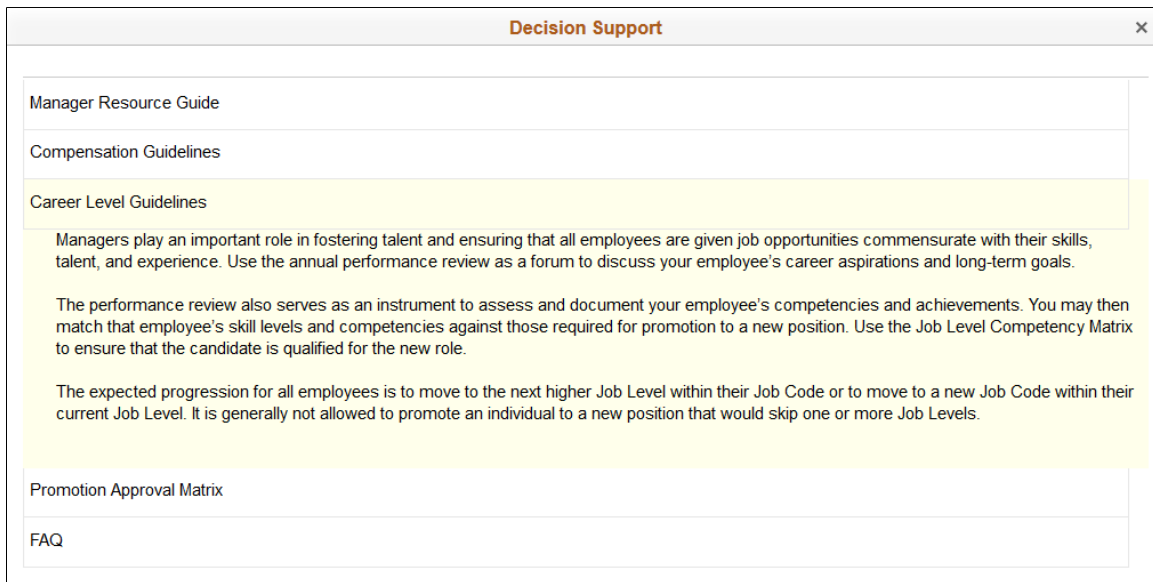 Decision Support
×
Manager Resource Guide
Compensation Guidelines
Career Level Guidelines
Managers play an important role in fostering talent and ensuring that all employees are given job opportunities commensurate with their skills,
talent, and experience. Use the annual performance review as a forum to discuss your employee’s career aspirations and long-term goals.
The performance review also serves as an instrument to assess and document your employee’s competencies and achievements. You may then
match that employee’s skill levels and competencies against those required for promotion to a new position. Use the Job Level Competency Matrix
to ensure that the candidate is qualified for the new role.
The expected progression for all employees is to move to the next higher Job Level within their Job Code or to move to a new Job Code within their
current Job Level. It is generally not allowed to promote an individual to a new position that would skip one or more Job Levels.
Promotion Approval Matrix
FAQ